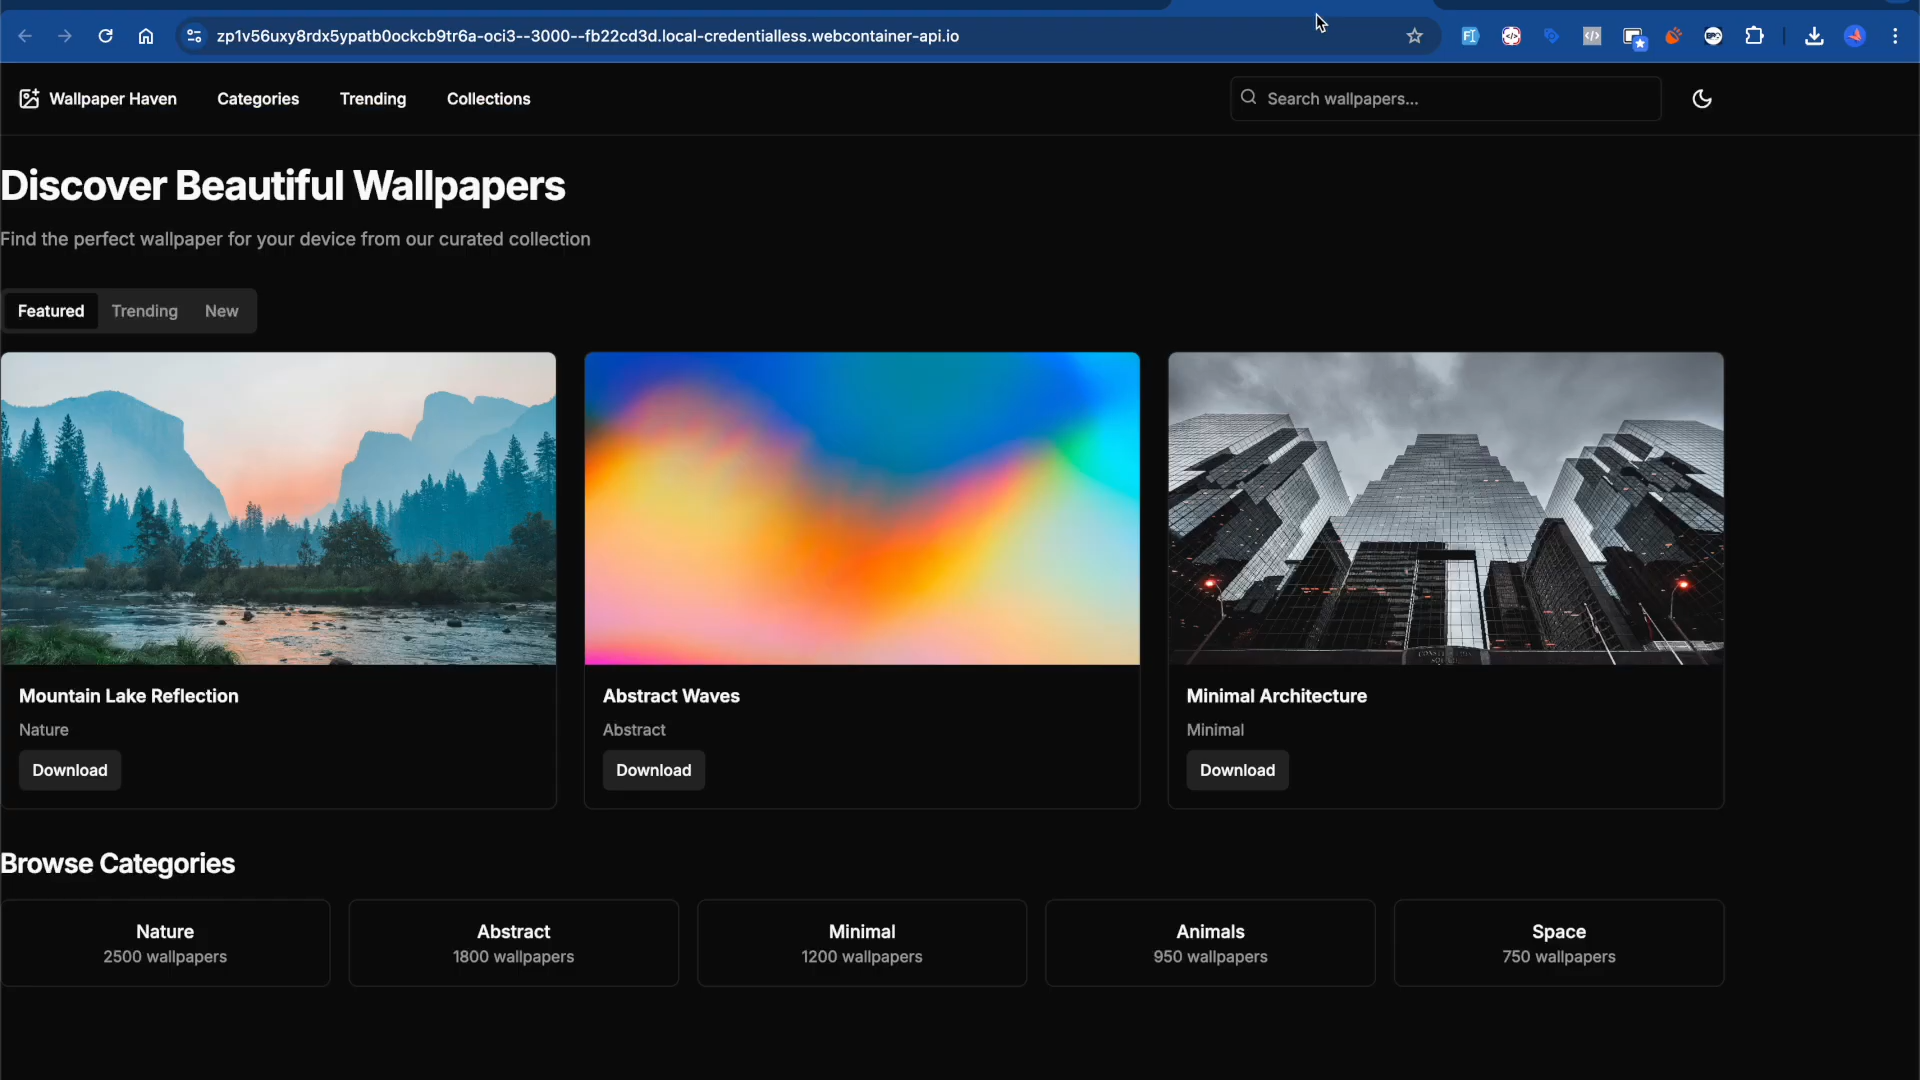 zp1v56uxy8rdx5ypatb0ockcb9tr6a-oci3--3000--fb22cd3d.local-credentialless.webcontainer-api.io
Wallpaper Haven Categories Trending Collections Search wallpapers...
Discover Beautiful Wallpapers
Find the perfect wallpaper for your device from our curated collection
Featured Trending New
Mountain Lake Reflection
Nature
Download
Abstract Waves
Abstract
Download
Minimal Architecture
Minimal
Download
Browse Categories
Nature
2500 wallpapers
Abstract
1800 wallpapers
Minimal
1200 wallpapers
Animals
950 wallpapers
Space
750 wallpapers